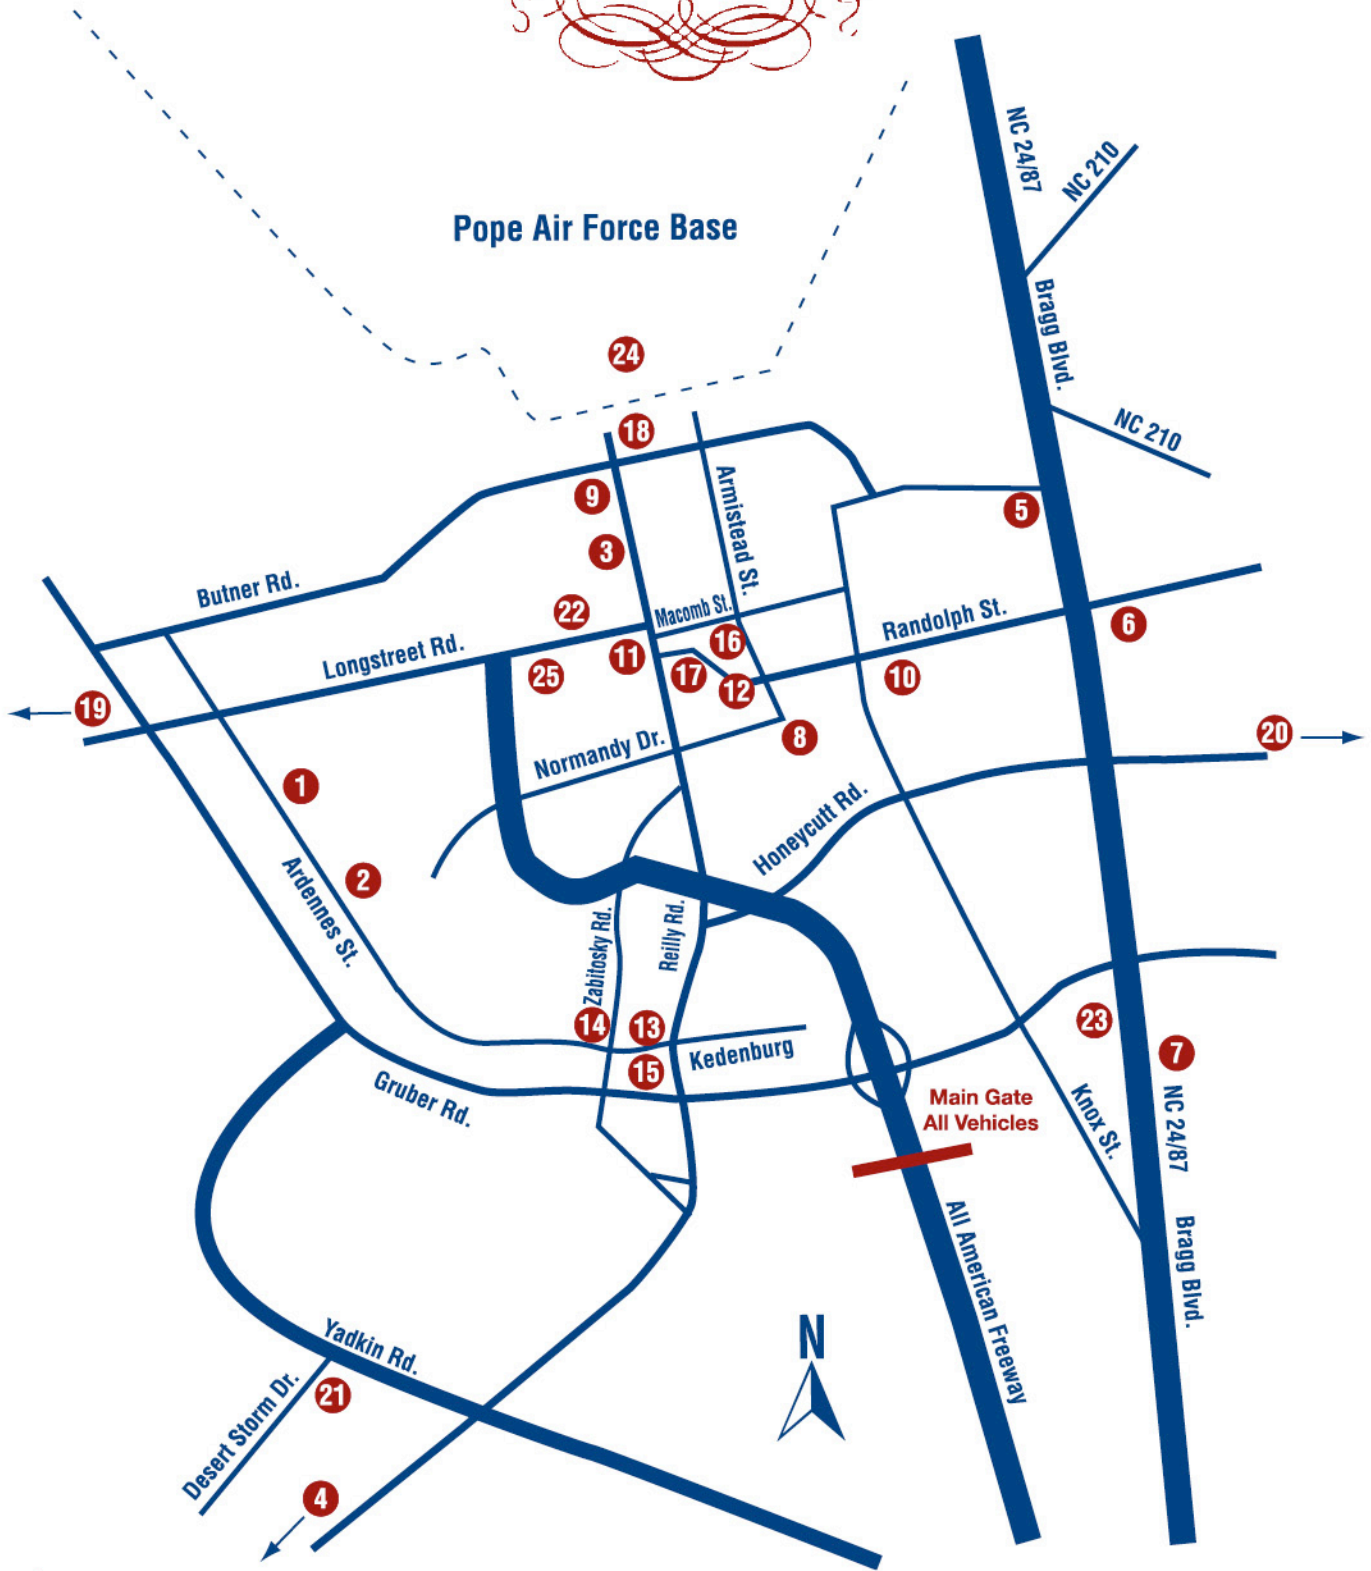 NC 24/87
NC 210
Pope Air Force Base
Bragg Blvd.
24
NC 210
18
Armistead St.
9
5
3
Butner Rd.
22
Macomb St.
Randolph St.
6
Longstreet Rd.
11
16
25
17
12
10
19
8
20
Normandy Dr.
1
Honeycutt Rd.
2
Ardennes St.
Zabitosky Rd.
Reilly Rd.
14
13
23
Kedenburg
7
15
Gruber Rd.
Main Gate
All Vehicles
Knox St.
NC 24/87
All American Freeway
Bragg Blvd.
N
Yadkin Rd.
21
Desert Storm Dr.
4